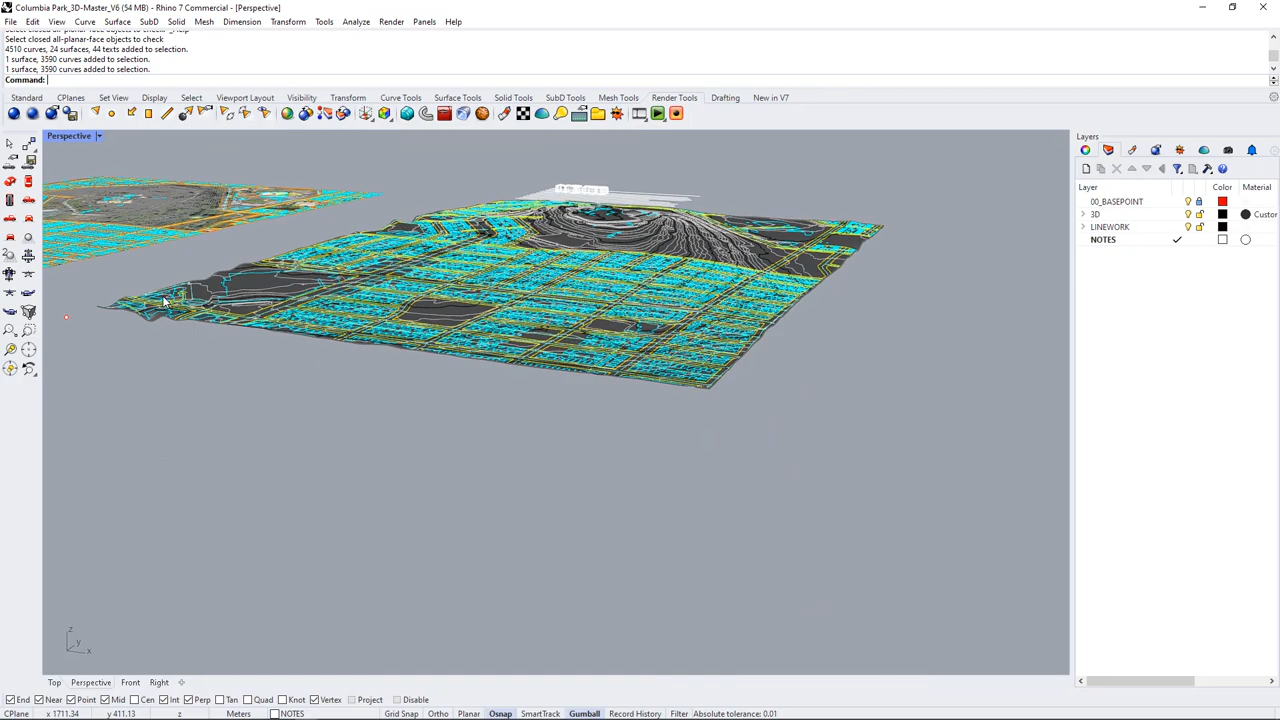 Columbia Park_3D-Master_V6 (54 MB) - Rhino 7 Commercial - [Perspective]
File Edit View Curve Surface SubD Solid Mesh Dimension Transform Tools Analyze Render Panels Help
Select closed all-planar-face objects to check
4510 curves, 24 surfaces, 44 texts added to selection.
1 surface, 3590 curves added to selection.
1 surface, 3590 curves added to selection.
Command:
Standard CPlanes Set View Display Select Viewport Layout Visibility Transform Curve Tools Surface Tools Solid Tools SubD Tools Mesh Tools Render Tools Drafting New in V7
Perspective
Layers
Layer Color Material
00_BASEPOINT
3D Custor
LINEWORK
NOTES
z
y
x
Top Perspective Front Right
End Near Point Mid Cen Int Perp Tan Quad Knot Vertex Project Disable
CPlane x 1711.34 y 411.13 z Meters NOTES Grid Snap Ortho Planar Osnap SmartTrack Gumball Record History Filter Absolute tolerance: 0.01